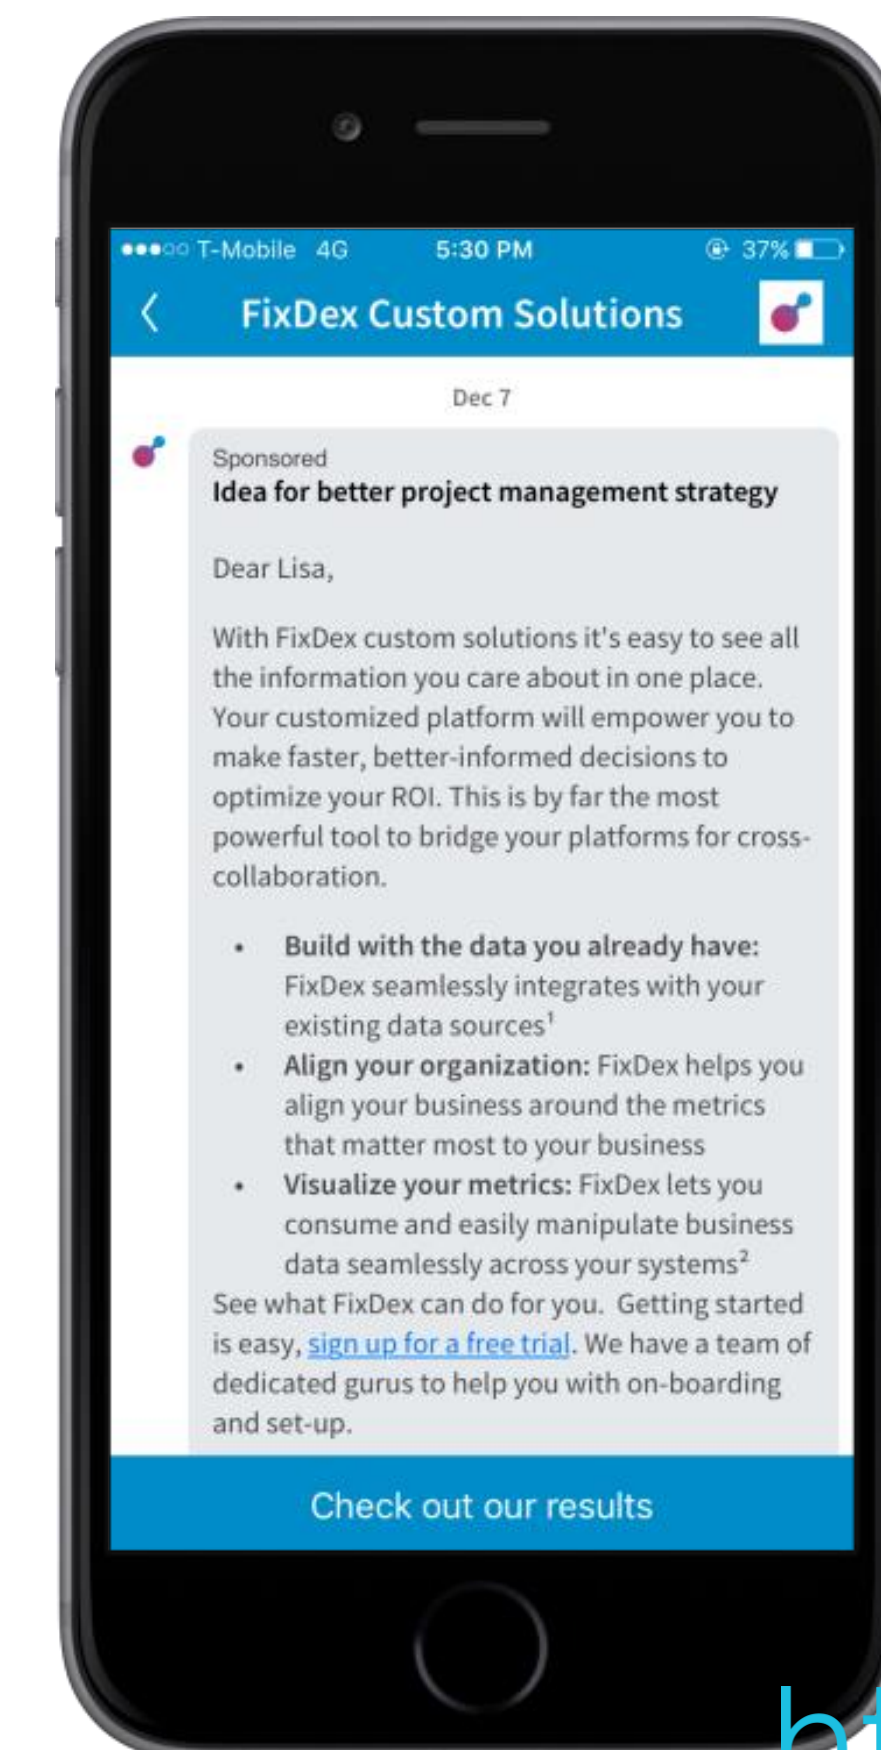 T-Mobile 4G 5:30 PM 37%
FixDex Custom Solutions
Dec 7
Sponsored
Idea for better project management strategy
Dear Lisa,
With FixDex custom solutions it's easy to see all
the information you care about in one place.
Your customized platform will empower you to
make faster, better-informed decisions to
optimize your ROI. This is by far the most
powerful tool to bridge your platforms for cross-
collaboration.
• Build with the data you already have:
FixDex seamlessly integrates with your
existing data sources¹
• Align your organization: FixDex helps you
align your business around the metrics
that matter most to your business
• Visualize your metrics: FixDex lets you
consume and easily manipulate business
data seamlessly across your systems²
See what FixDex can do for you. Getting started
is easy, sign up for a free trial. We have a team of
dedicated gurus to help you with on-boarding
and set-up.
Check out our results